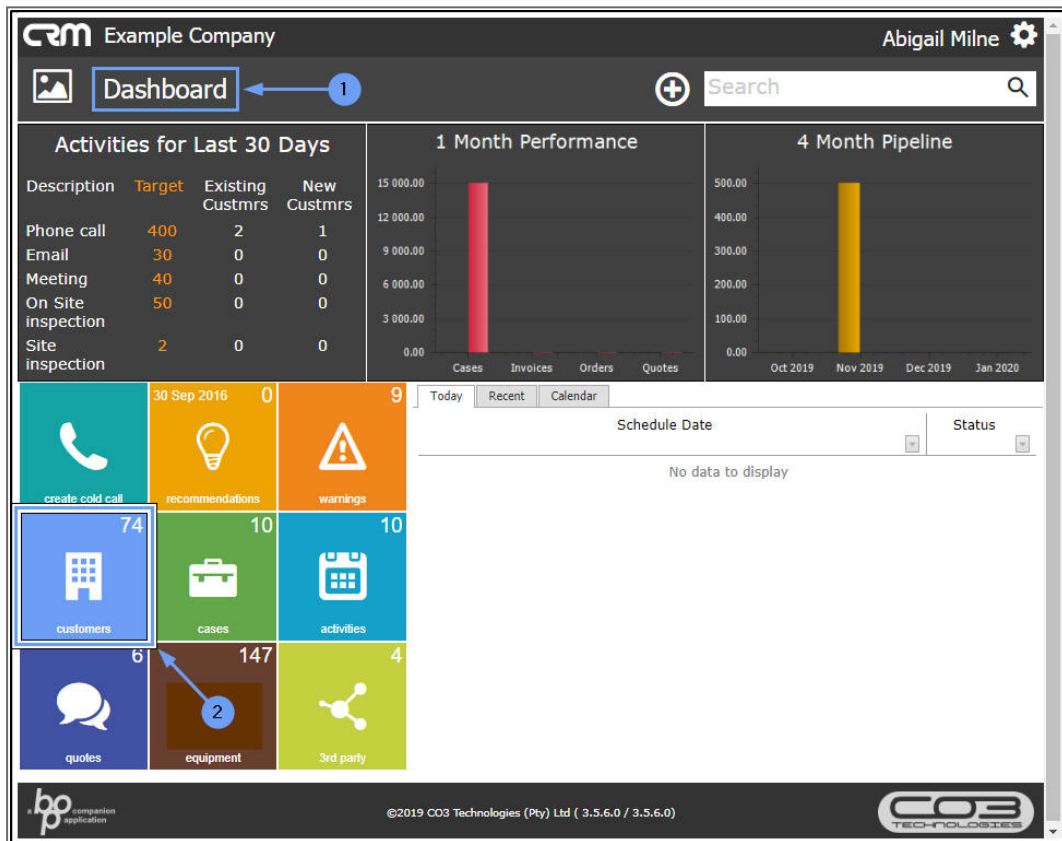 CRM Example Company
Abigail Milne
Dashboard
1
Search
Activities for Last 30 Days
Description Target Existing Custmrs New Custmrs
Phone call 400 2 1
Email 30 0 0
Meeting 40 0 0
On Site inspection 50 0 0
Site inspection 2 0 0
1 Month Performance
15 000.00
12 000.00
9 000.00
6 000.00
3 000.00
0.00
Cases Invoices Orders Quotes
4 Month Pipeline
500.00
400.00
300.00
200.00
100.00
0.00
Oct 2019 Nov 2019 Dec 2019 Jan 2020
create cold call
30 Sep 2016 0
recommendations
9
warnings
74
customers
10
cases
10
activities
6
quotes
147
2
equipment
4
3rd party
Today Recent Calendar
Schedule Date Status
No data to display
a bpo companion
application
©2019 CO3 Technologies (Pty) Ltd ( 3.5.6.0 / 3.5.6.0)
CO3
TECHNOLOGIES